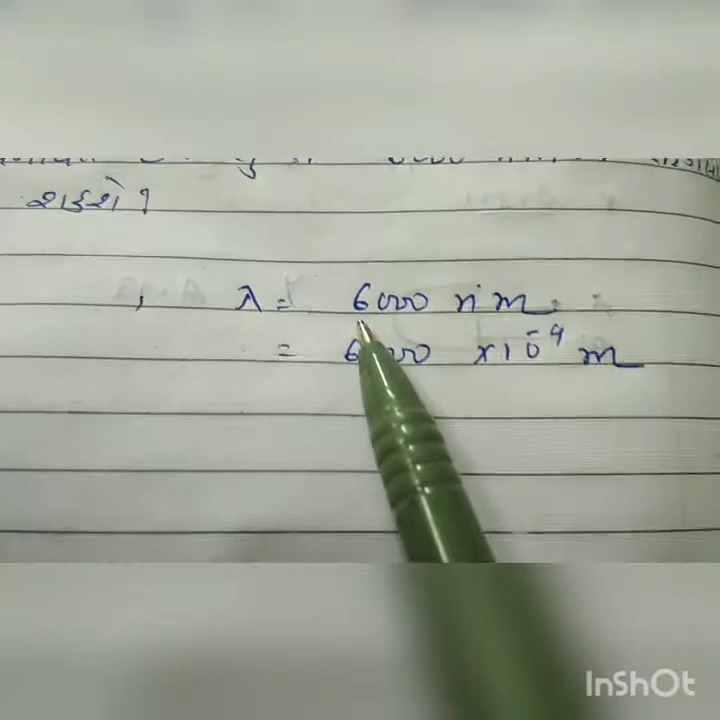 શકશો ?
, λ = 6000 nm
= 6000 x10⁻⁹ m
InShOt